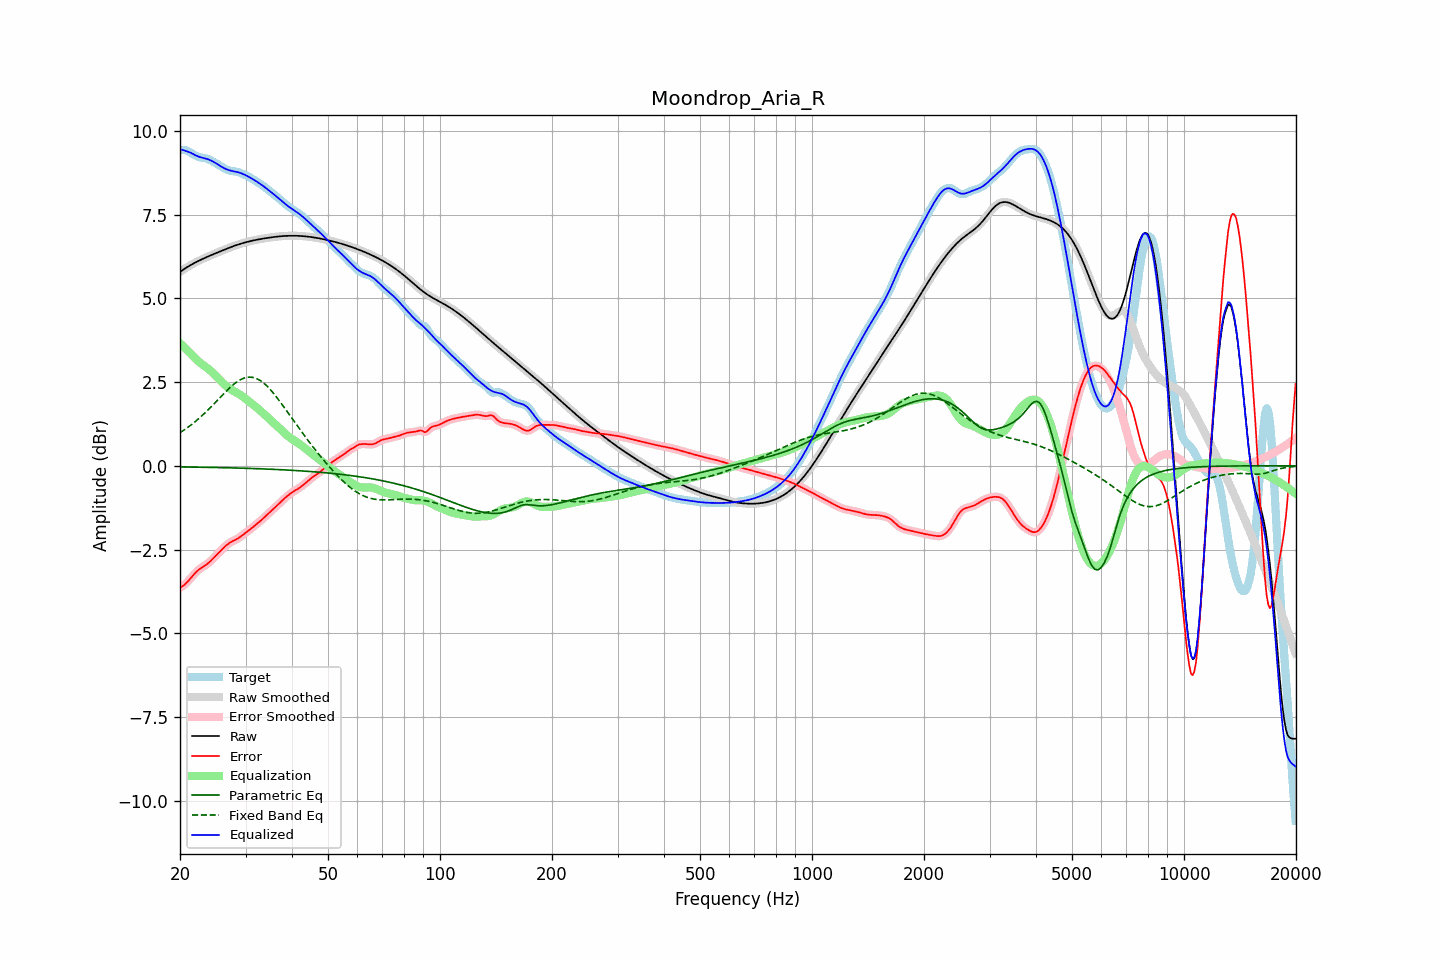 Moondrop_Aria_R
10.0
7.5
5.0
2.5
0.0
−2.5
−5.0
−7.5
−10.0
Amplitude (dBr)
Target
Raw Smoothed
Error Smoothed
Raw
Error
Equalization
Parametric Eq
Fixed Band Eq
Equalized
20 50 100 200 500 1000 2000 5000 10000 20000
Frequency (Hz)